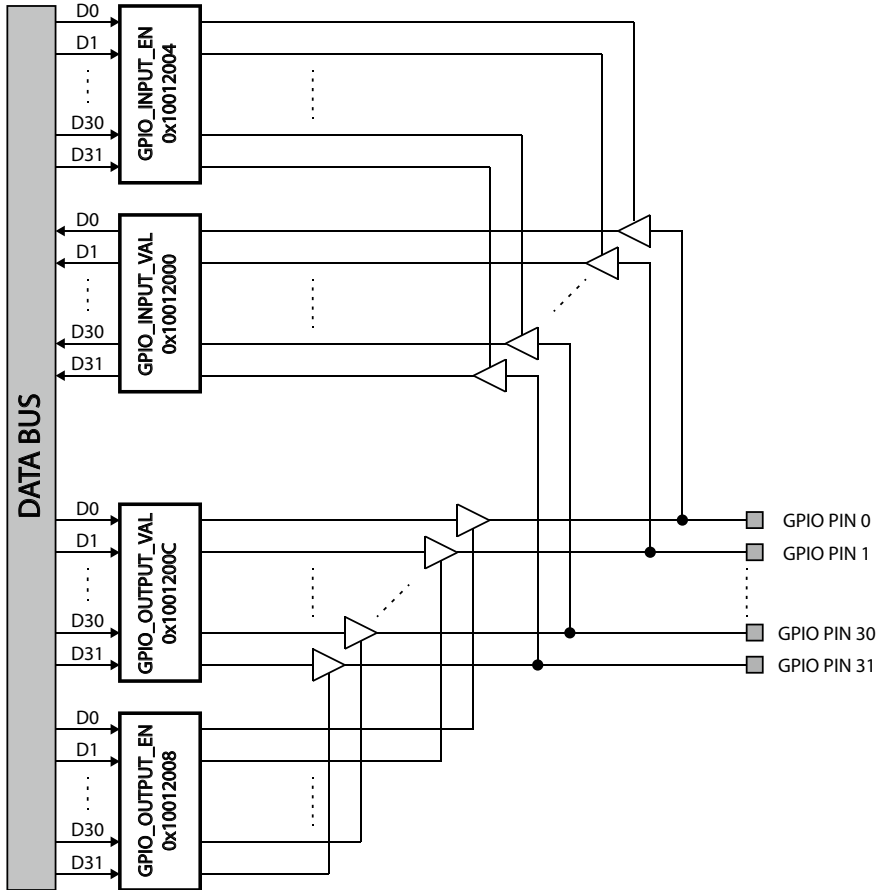 DATA BUS
D0
D1
D30
D31
GPIO_INPUT_EN
0x10012004
D0
D1
D30
D31
GPIO_INPUT_VAL
0x10012000
D0
D1
D30
D31
GPIO_OUTPUT_VAL
0x1001200C
GPIO PIN 0
GPIO PIN 1
GPIO PIN 30
GPIO PIN 31
D0
D1
D30
D31
GPIO_OUTPUT_EN
0x10012008